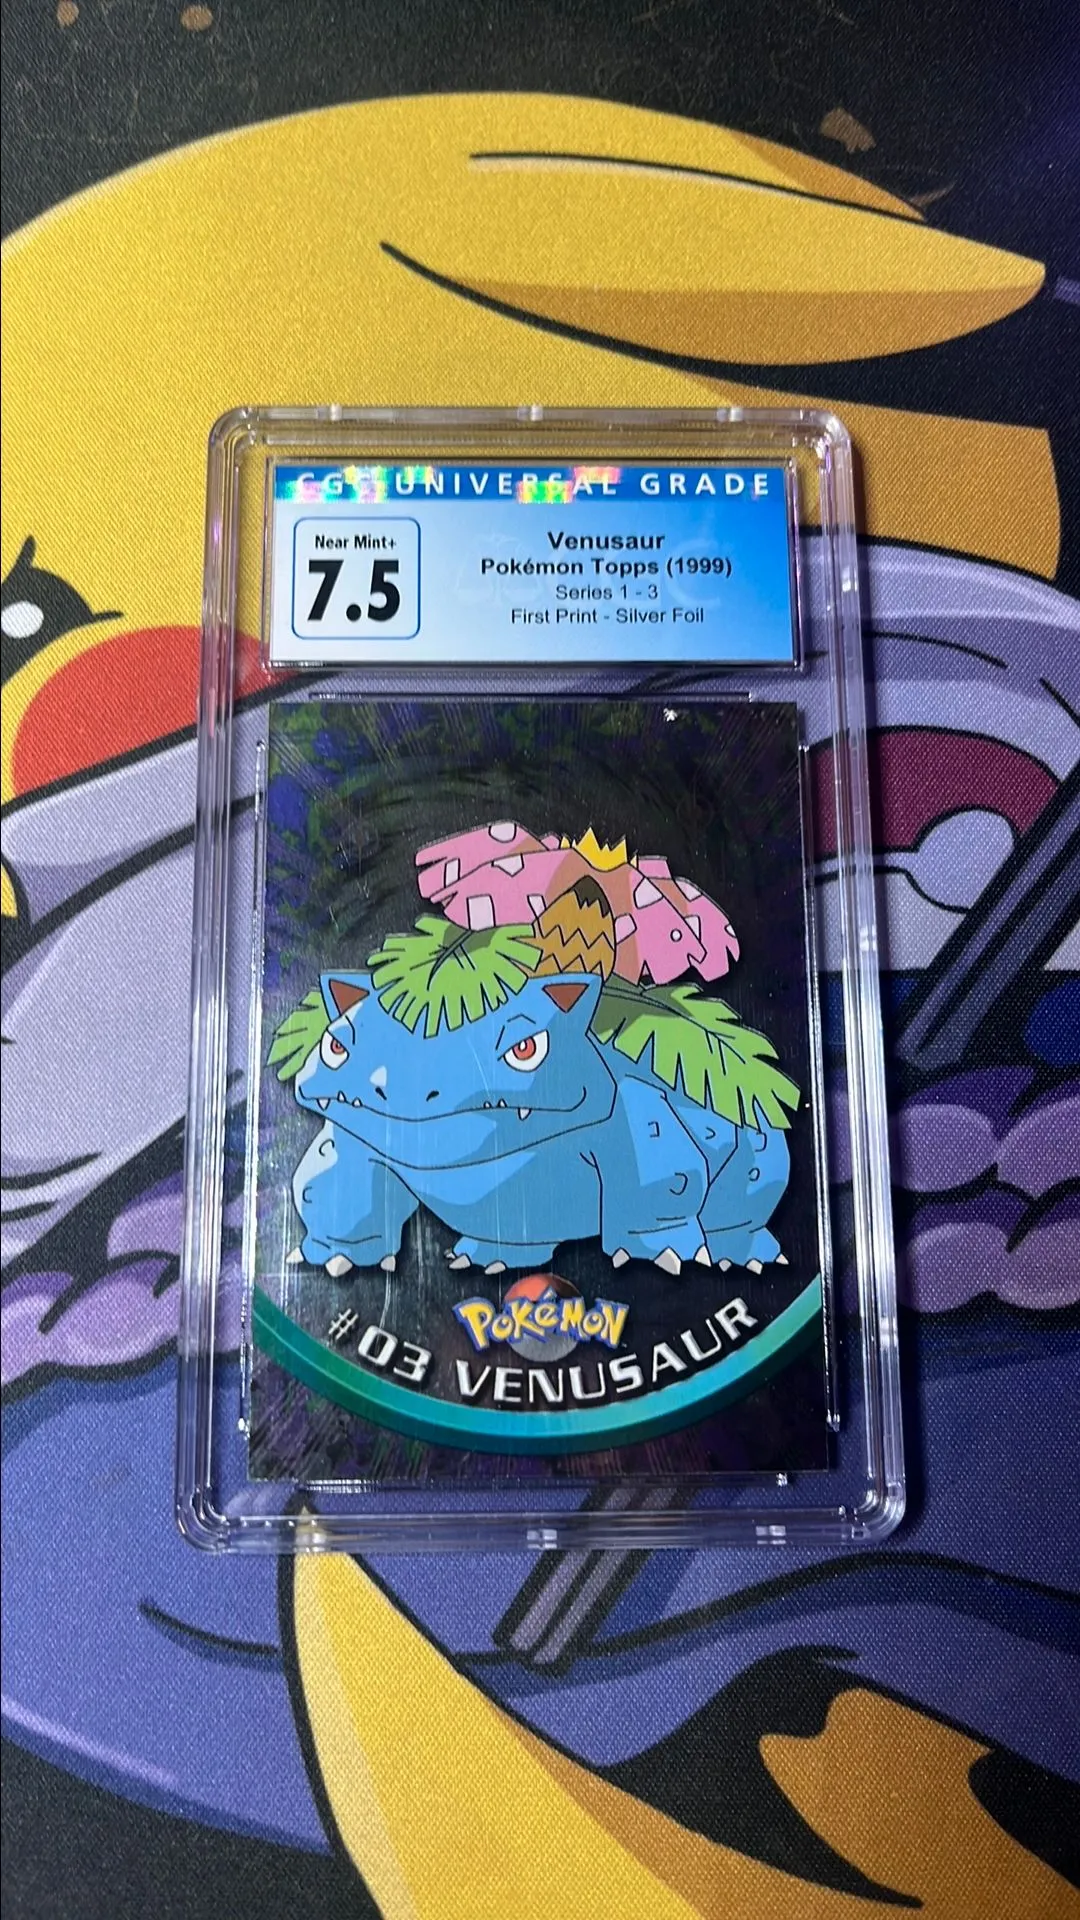 CGC UNIVERSAL GRADE
Near Mint+
7.5
Venusaur
Pokémon Topps (1999)
Series 1 - 3
First Print - Silver Foil
POKéMON
#03 VENUSAUR